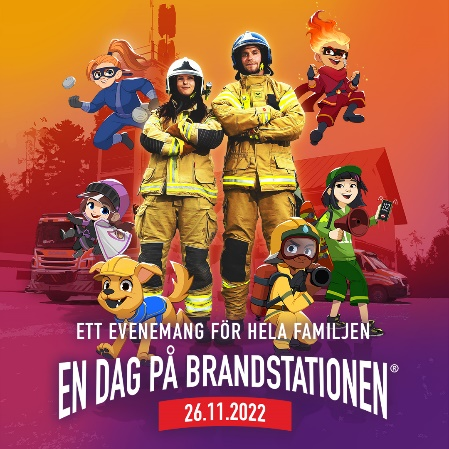 ETT EVENEMANG FÖR HELA FAMILJEN
EN DAG PÅ BRANDSTATIONEN®
26.11.2022